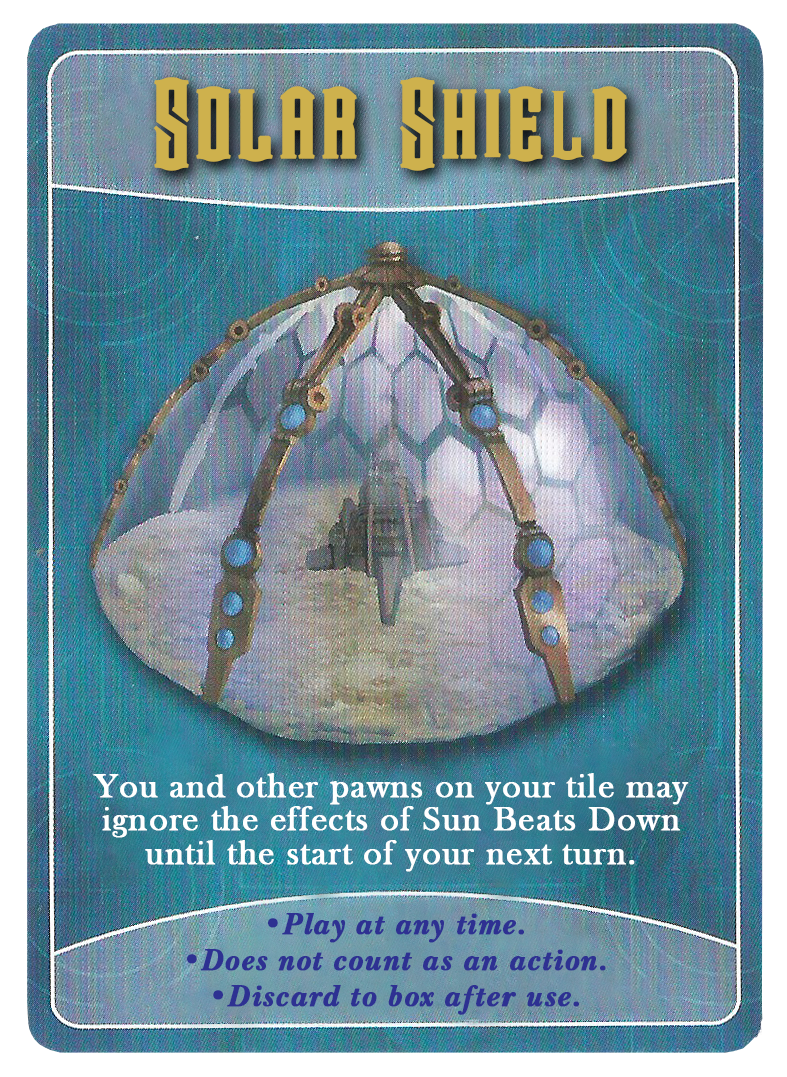 Solar Shield
You and other pawns on your tile may
ignore the effects of Sun Beats Down
until the start of your next turn.
•Play at any time.
•Does not count as an action.
•Discard to box after use.